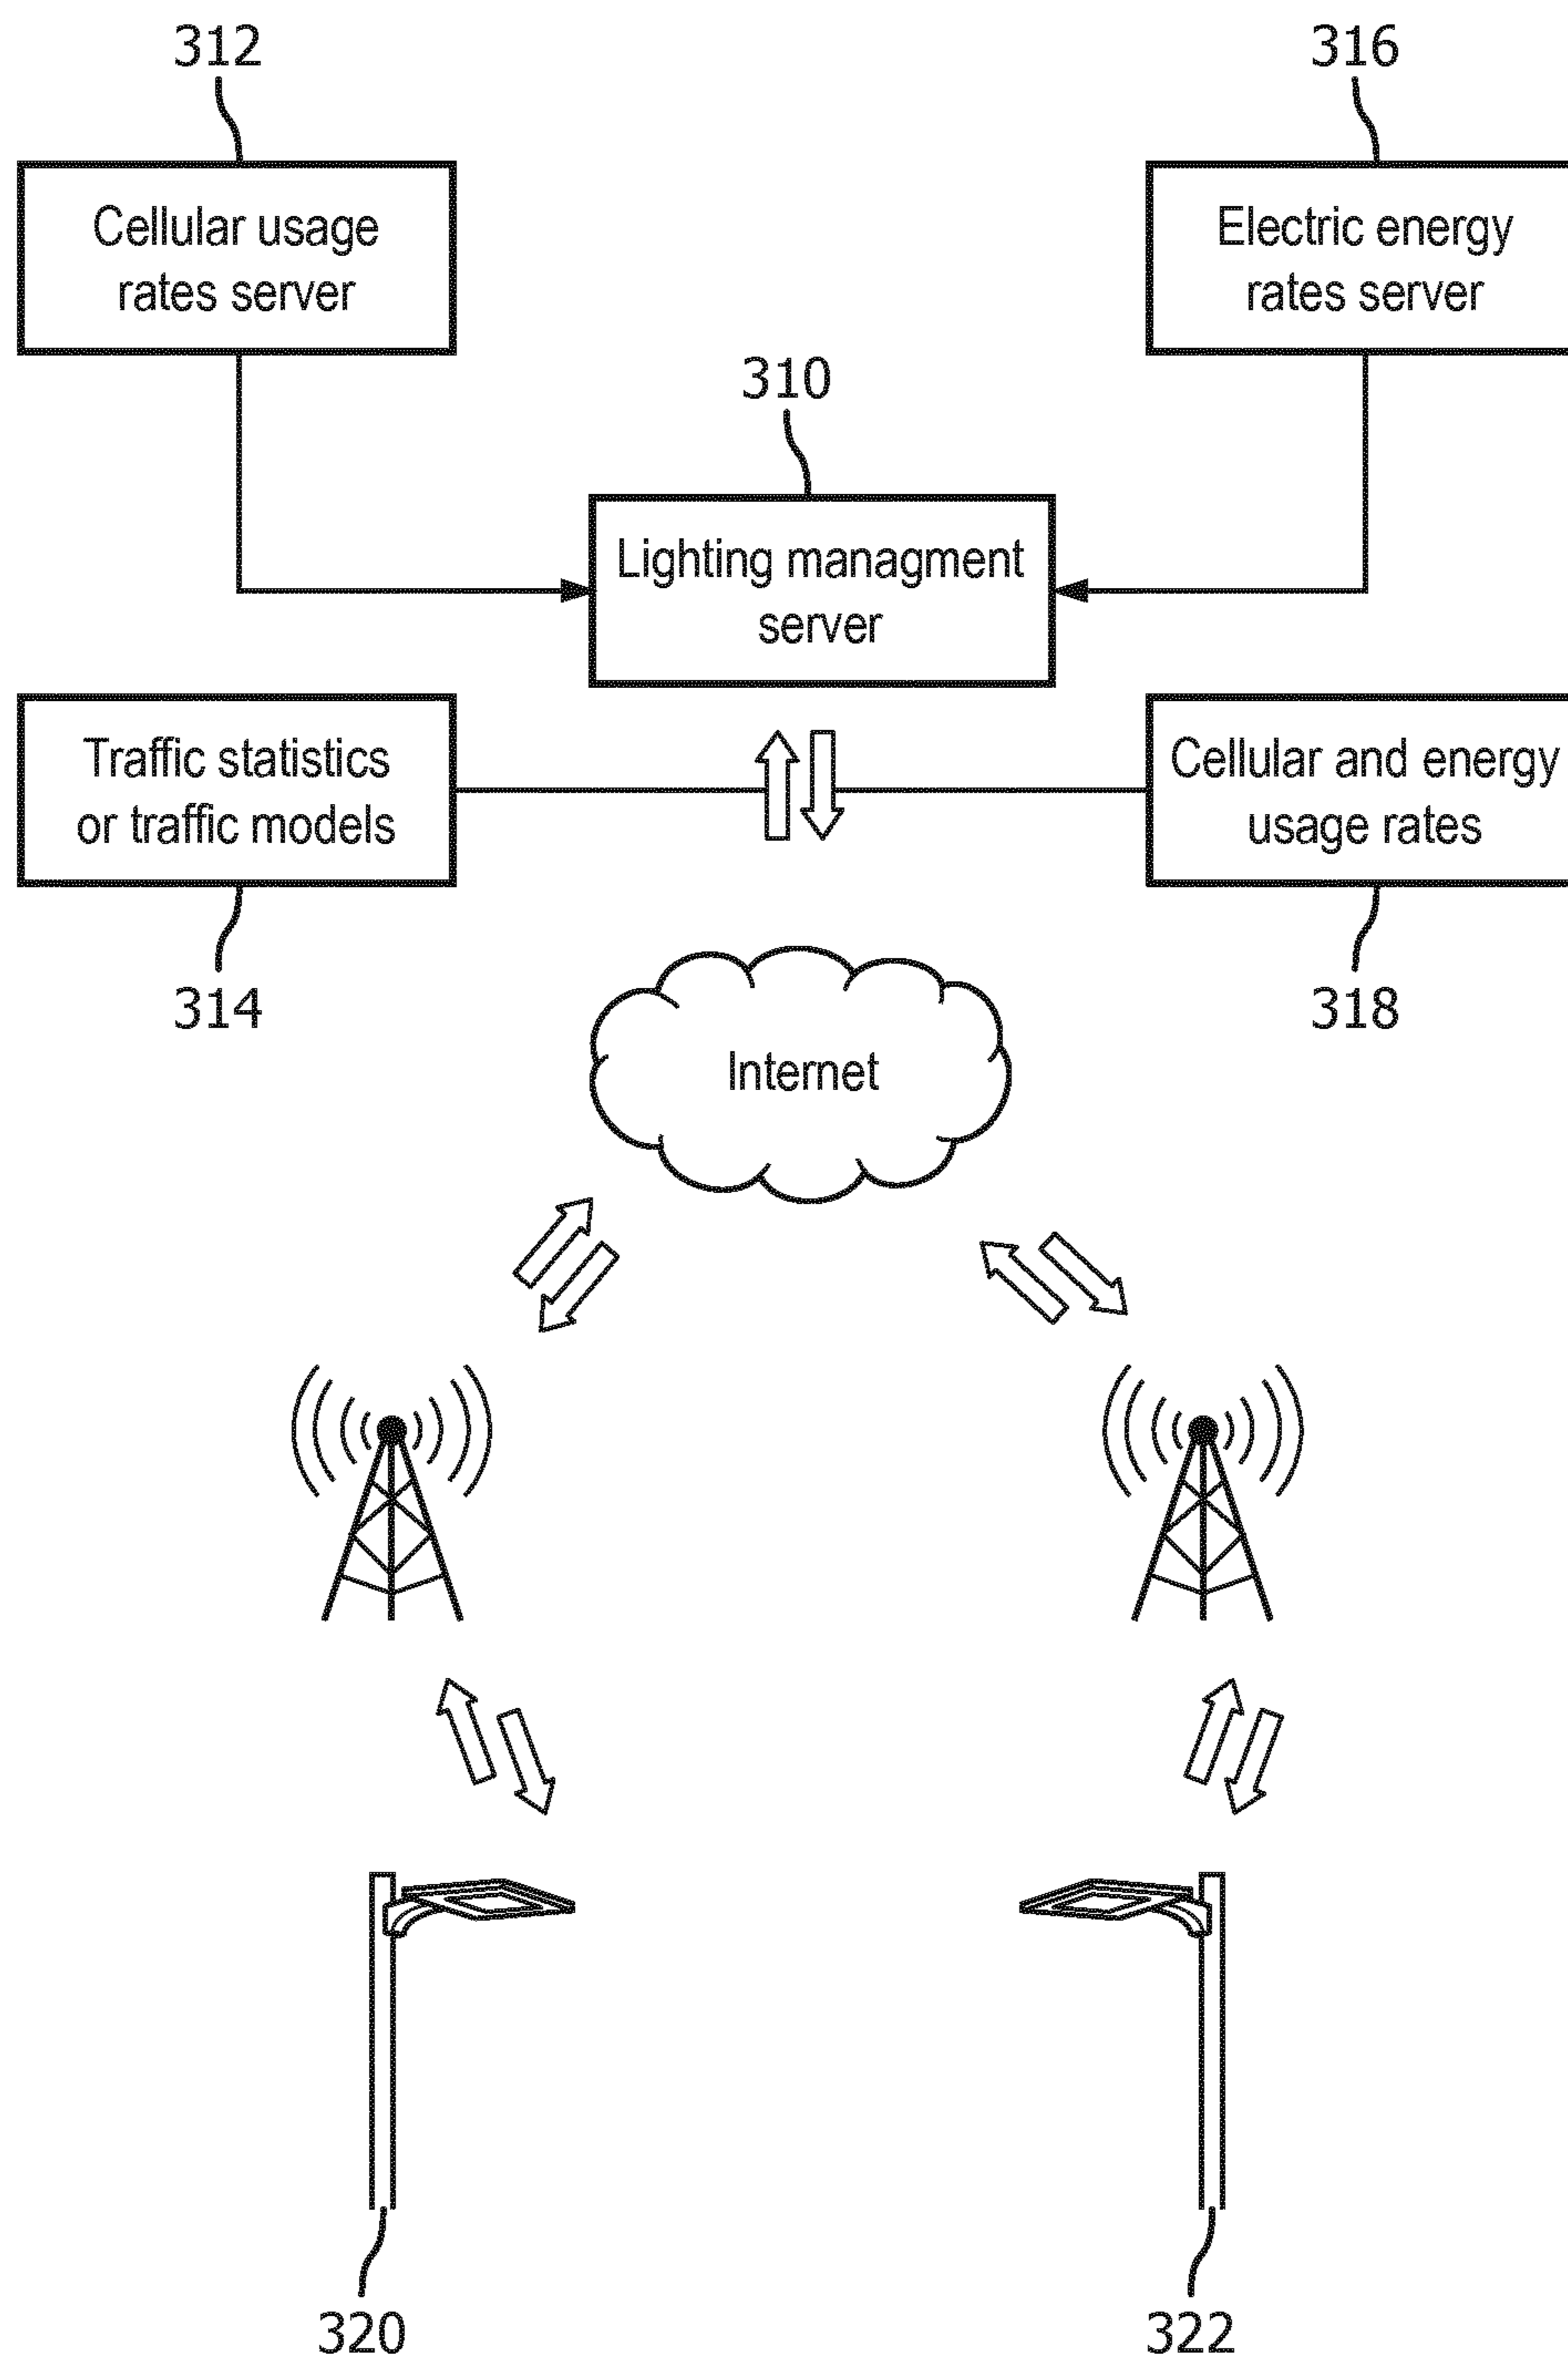 312
316
Cellular usage
rates server
Electric energy
rates server
310
Lighting managment
server
Traffic statistics
or traffic models
Cellular and energy
usage rates
314
318
Internet
320
322